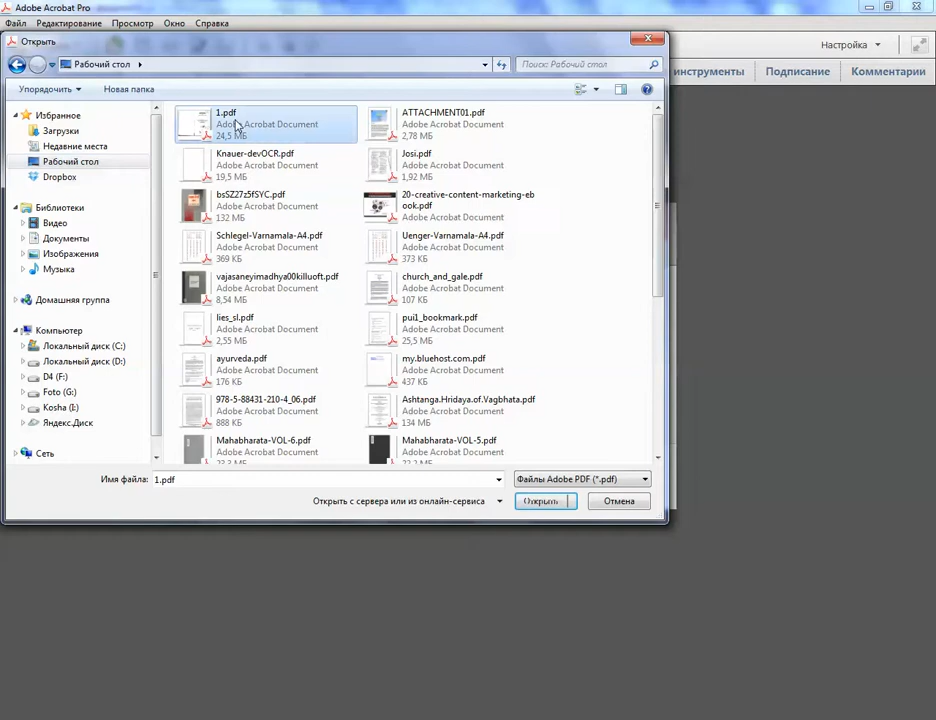 Adobe Acrobat Pro
Файл Редактирование Просмотр Окно Справка
Открыть
Настройка
Рабочий стол
Поиск: Рабочий стол
нструменты Подписание Комментарии
Упорядочить Новая папка
Избранное
Загрузки
Недавние места
Рабочий стол
Dropbox
Библиотеки
Видео
Документы
Изображения
Музыка
Домашняя группа
Компьютер
Локальный диск (C:)
Локальный диск (D:)
D4 (F:)
Foto (G:)
Kosha (I:)
Яндекс.Диск
Сеть
1.pdf
Adobe Acrobat Document
24,5 МБ
ATTACHMENT01.pdf
Adobe Acrobat Document
2,78 МБ
Knauer-devOCR.pdf
Adobe Acrobat Document
19,5 МБ
Josi.pdf
Adobe Acrobat Document
1,92 МБ
bsSZ27z5fSYC.pdf
Adobe Acrobat Document
132 МБ
20-creative-content-marketing-eb
ook.pdf
Adobe Acrobat Document
Schlegel-Varnamala-A4.pdf
Adobe Acrobat Document
369 КБ
Uenger-Varnamala-A4.pdf
Adobe Acrobat Document
373 КБ
vajasaneyimadhya00killuoft.pdf
Adobe Acrobat Document
8,54 МБ
church_and_gale.pdf
Adobe Acrobat Document
107 КБ
lies_sl.pdf
Adobe Acrobat Document
2,55 МБ
pui1_bookmark.pdf
Adobe Acrobat Document
25,5 МБ
ayurveda.pdf
Adobe Acrobat Document
176 КБ
my.bluehost.com.pdf
Adobe Acrobat Document
437 КБ
978-5-88431-210-4_06.pdf
Adobe Acrobat Document
888 КБ
Ashtanga.Hridaya.of.Vagbhata.pdf
Adobe Acrobat Document
134 МБ
Mahabharata-VOL-6.pdf
Adobe Acrobat Document
23,3 МБ
Mahabharata-VOL-5.pdf
Adobe Acrobat Document
22,2 МБ
Имя файла: 1.pdf
Файлы Adobe PDF (*.pdf)
Открыть с сервера или из онлайн-сервиса
Открыть
Отмена